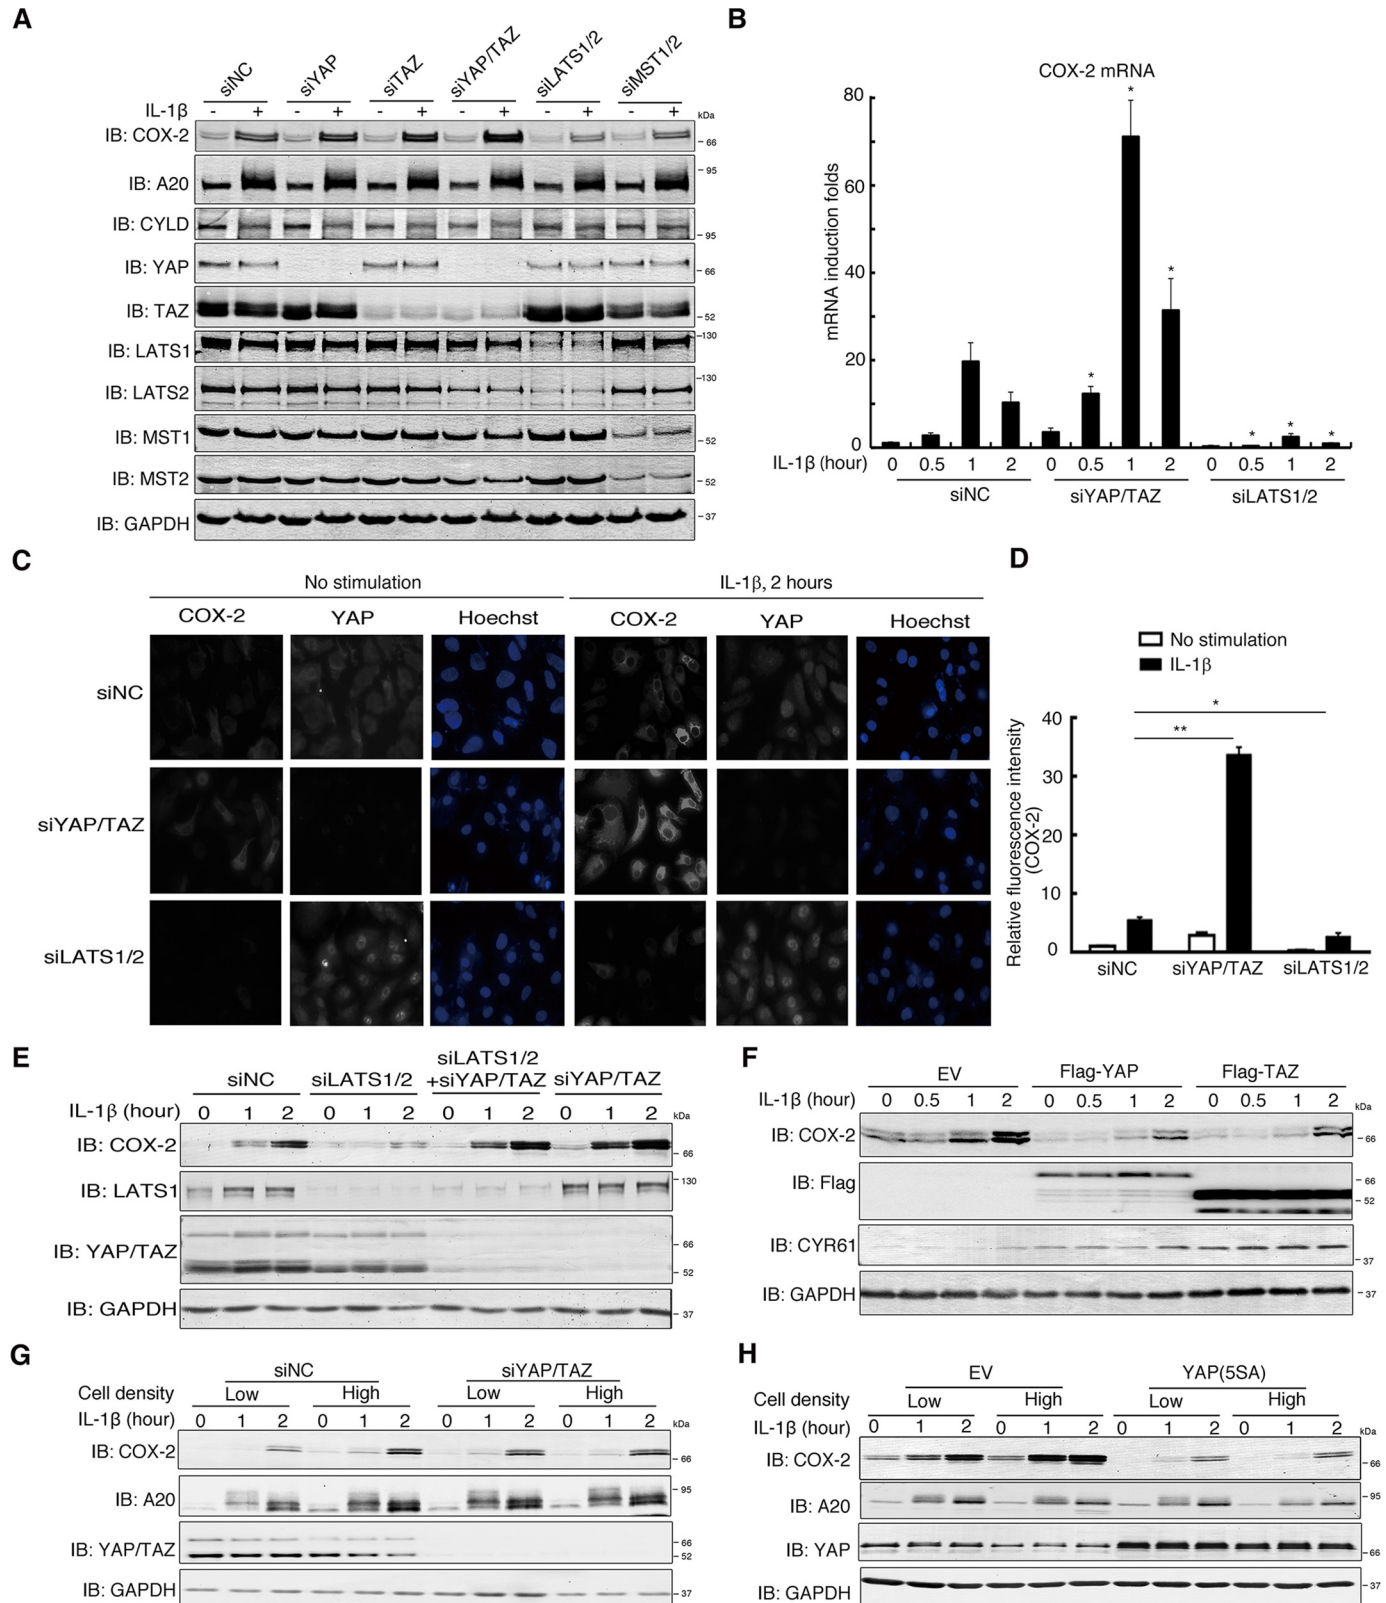 A
siNC siYAP siTAZ siYAP/TAZ siLATS1/2 siMST1/2
IL-1β - + - + - + - + - + - + kDa
IB: COX-2 66
IB: A20 95
IB: CYLD 95
IB: YAP 66
IB: TAZ 52
IB: LATS1 130
IB: LATS2 130
IB: MST1 52
IB: MST2 52
IB: GAPDH 37
B
COX-2 mRNA
mRNA induction folds
80
60
40
20
0
* * * * * *
IL-1β (hour) 0 0.5 1 2 0 0.5 1 2 0 0.5 1 2
siNC siYAP/TAZ siLATS1/2
C
No stimulation IL-1β, 2 hours
COX-2 YAP Hoechst COX-2 YAP Hoechst
siNC
siYAP/TAZ
siLATS1/2
D
No stimulation
IL-1β
Relative fluorescence intensity
(COX-2)
40
30
20
10
0
*
**
siNC siYAP/TAZ siLATS1/2
E
siNC siLATS1/2 siLATS1/2
+siYAP/TAZ siYAP/TAZ
IL-1β (hour) 0 1 2 0 1 2 0 1 2 0 1 2 kDa
IB: COX-2 66
IB: LATS1 130
IB: YAP/TAZ 66
52
IB: GAPDH 37
F
EV Flag-YAP Flag-TAZ
IL-1β (hour) 0 0.5 1 2 0 0.5 1 2 0 0.5 1 2 kDa
IB: COX-2 66
IB: Flag 66
52
IB: CYR61 37
IB: GAPDH 37
G
siNC siYAP/TAZ
Cell density Low High Low High
IL-1β (hour) 0 1 2 0 1 2 0 1 2 0 1 2 kDa
IB: COX-2 66
IB: A20 95
IB: YAP/TAZ 66
52
IB: GAPDH 37
H
EV YAP(5SA)
Cell density Low High Low High
IL-1β (hour) 0 1 2 0 1 2 0 1 2 0 1 2 kDa
IB: COX-2 66
IB: A20 95
IB: YAP 66
IB: GAPDH 37